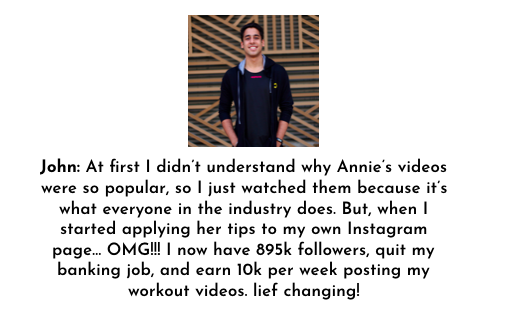 John: At first I didn't understand why Annie's videos
were so popular, so I just watched them because it's
what everyone in the industry does. But, when I
started applying her tips to my own Instagram
page... OMG!!! I now have 895k followers, quit my
banking job, and earn 10k per week posting my
workout videos. lief changing!